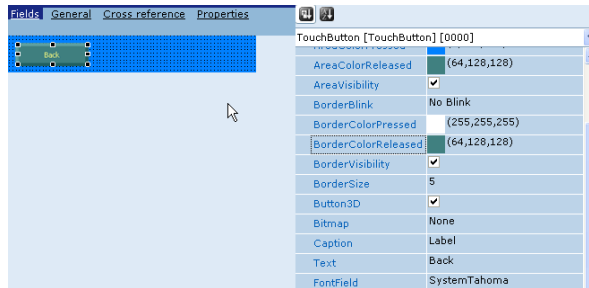 Fields General Cross reference Properties
TouchButton [TouchButton] [0000]
Back
AreaColorPressed
AreaColorReleased (64,128,128)
AreaVisibility
BorderBlink No Blink
BorderColorPressed (255,255,255)
BorderColorReleased (64,128,128)
BorderVisibility
BorderSize 5
Button3D
Bitmap None
Caption Label
Text Back
FontField SystemTahoma